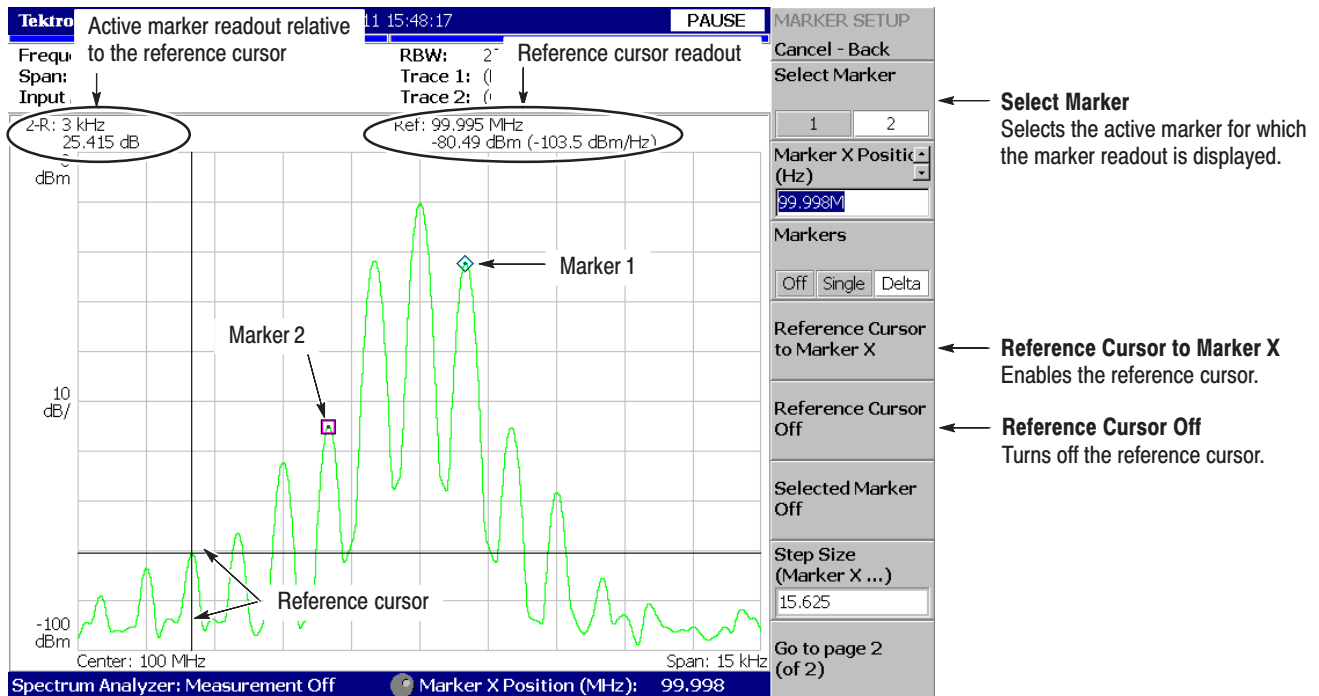 Tektro
11 15:48:17
PAUSE
Active marker readout relative
to the reference cursor
Reference cursor readout
Frequ
Span:
Input
RBW: 2
Trace 1:
Trace 2:
2-R: 3 kHz
25.415 dB
Ref: 99.995 MHz
-80.49 dBm (-103.5 dBm/Hz)
dBm
10
dB/
-100
dBm
Marker 1
Marker 2
Reference cursor
Center: 100 MHz
Span: 15 kHz
Spectrum Analyzer: Measurement Off
Marker X Position (MHz): 99.998
MARKER SETUP
Cancel - Back
Select Marker
1 2
Marker X Positic
(Hz)
99.998M
Markers
Off Single Delta
Reference Cursor
to Marker X
Reference Cursor
Off
Selected Marker
Off
Step Size
(Marker X ...)
15.625
Go to page 2
(of 2)
Select Marker
Selects the active marker for which
the marker readout is displayed.
Reference Cursor to Marker X
Enables the reference cursor.
Reference Cursor Off
Turns off the reference cursor.